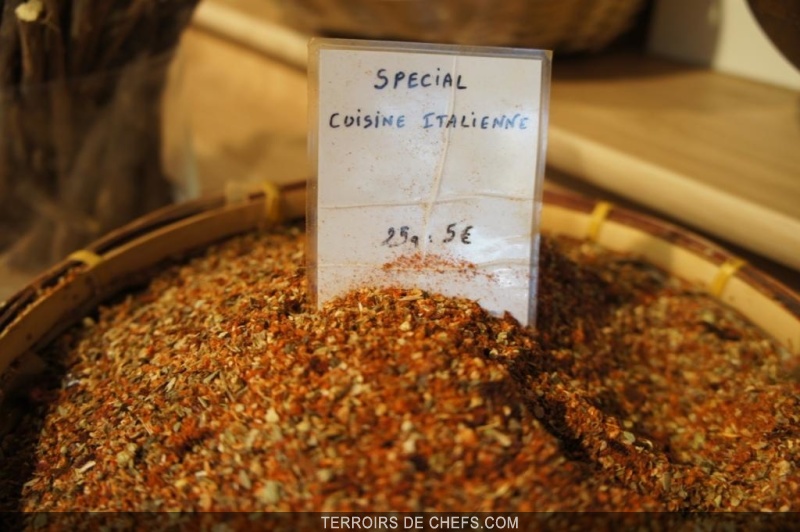 SPECIAL
CUISINE ITALIENNE
25g : 5€
TERROIRS DE CHEFS.COM